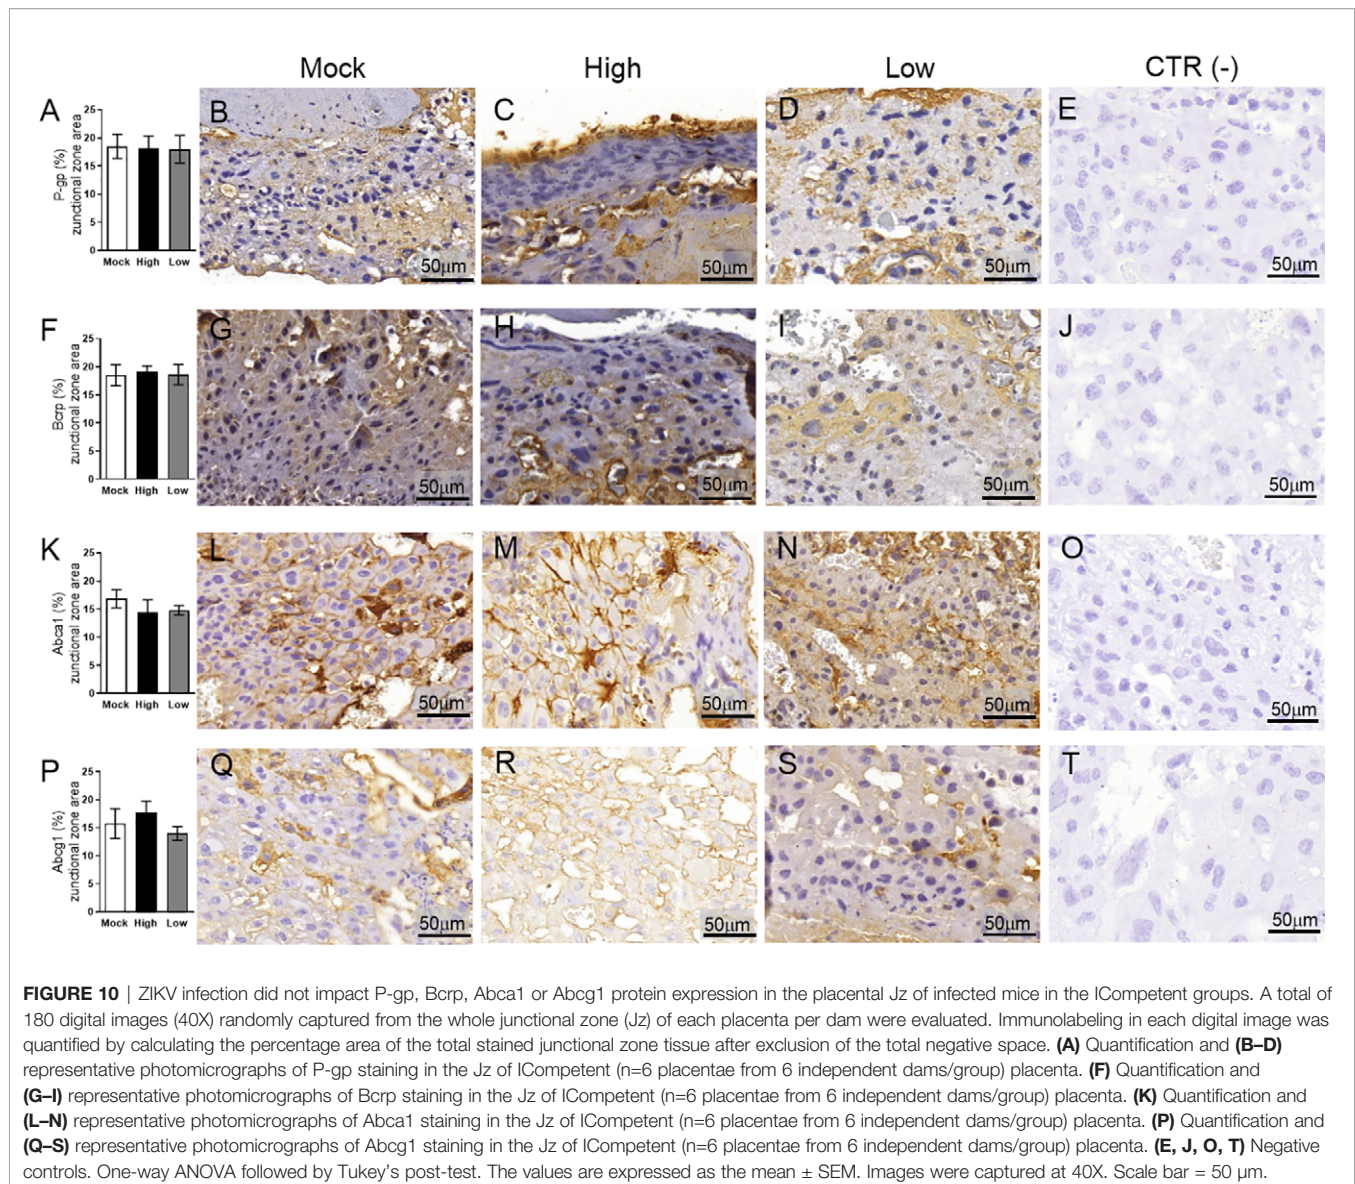 Mock High Low CTR (-)
A
P-gp (%)
zunctional zone area
25
20
15
10
5
0
Mock High Low
B
50µm
C
50µm
D
50µm
E
50µm
F
Bcrp (%)
zunctional zone area
25
20
15
10
5
0
Mock High Low
G
50µm
H
50µm
I
50µm
J
50µm
K
Abca1 (%)
zunctional zone area
25
20
15
10
5
0
Mock High Low
L
50µm
M
50µm
N
50µm
O
50µm
P
Abcg1 (%)
zunctional zone area
25
20
15
10
5
0
Mock High Low
Q
50µm
R
50µm
S
50µm
T
50µm
FIGURE 10 | ZIKV infection did not impact P-gp, Bcrp, Abca1 or Abcg1 protein expression in the placental Jz of infected mice in the ICompetent groups. A total of
180 digital images (40X) randomly captured from the whole junctional zone (Jz) of each placenta per dam were evaluated. Immunolabeling in each digital image was
quantified by calculating the percentage area of the total stained junctional zone tissue after exclusion of the total negative space. (A) Quantification and (B–D)
representative photomicrographs of P-gp staining in the Jz of ICompetent (n=6 placentae from 6 independent dams/group) placenta. (F) Quantification and
(G–I) representative photomicrographs of Bcrp staining in the Jz of ICompetent (n=6 placentae from 6 independent dams/group) placenta. (K) Quantification and
(L–N) representative photomicrographs of Abca1 staining in the Jz of ICompetent (n=6 placentae from 6 independent dams/group) placenta. (P) Quantification and
(Q–S) representative photomicrographs of Abcg1 staining in the Jz of ICompetent (n=6 placentae from 6 independent dams/group) placenta. (E, J, O, T) Negative
controls. One-way ANOVA followed by Tukey’s post-test. The values are expressed as the mean ± SEM. Images were captured at 40X. Scale bar = 50 µm.